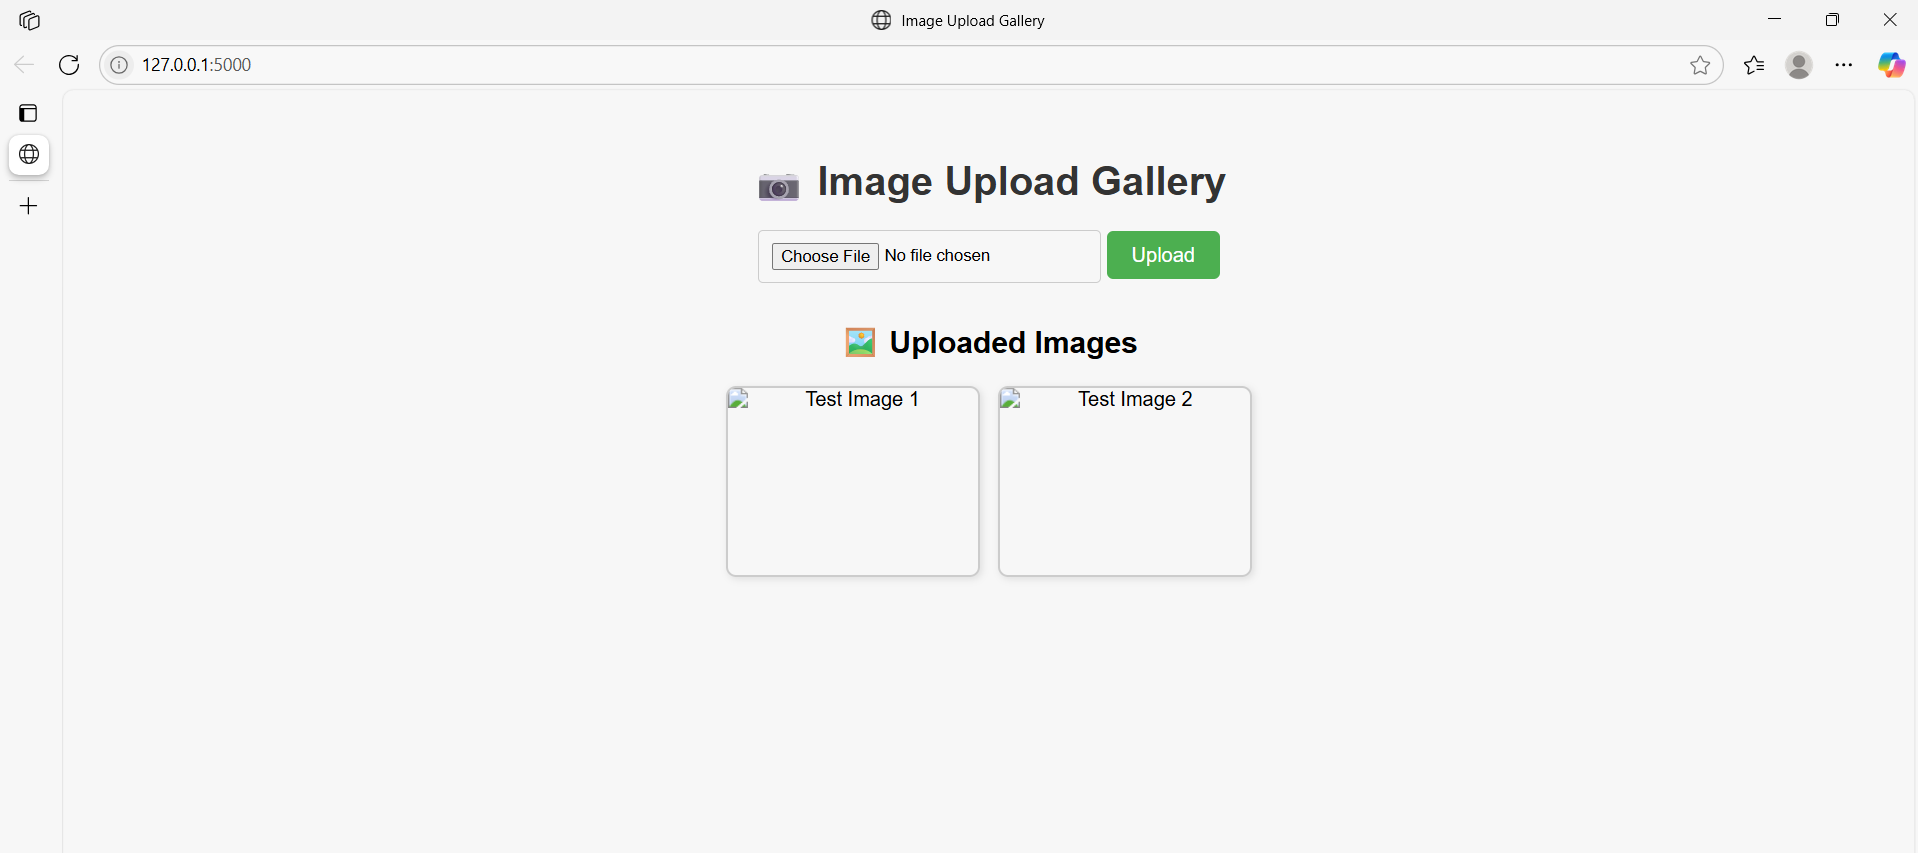 Image Upload Gallery
127.0.0.1:5000
Image Upload Gallery
Choose File No file chosen Upload
Uploaded Images
Test Image 1 Test Image 2